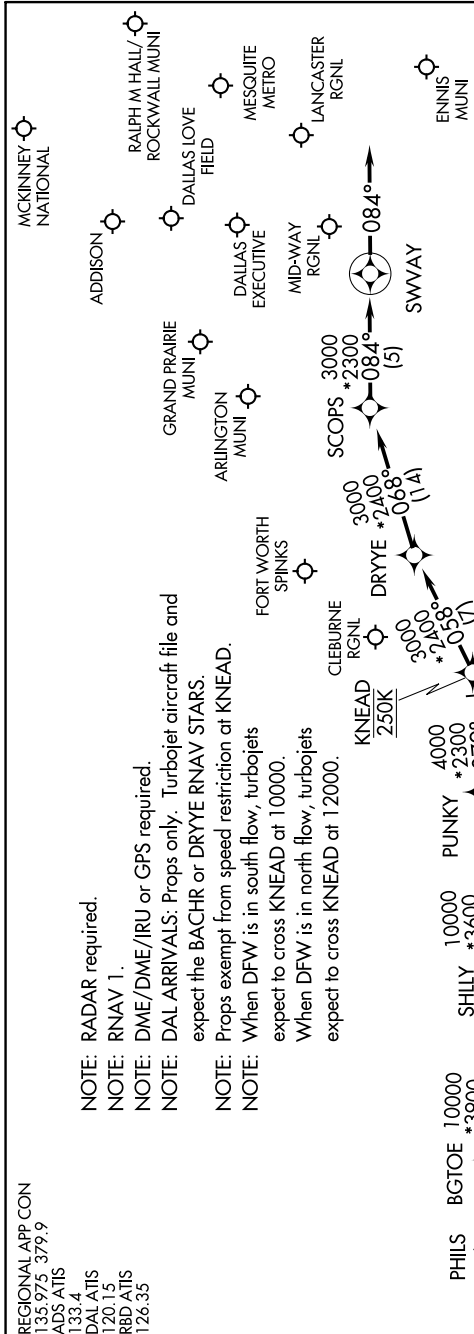 REGIONAL APP CON
135.975 379.9
ADS ATIS
133.4
DAL ATIS
120.15
RBD ATIS
126.35
NOTE: RADAR required.
NOTE: RNAV 1.
NOTE: DME/DME/IRU or GPS required.
NOTE: DAL ARRIVALS: Props only. Turbojet aircraft file and
expect the BACHR or DRYYE RNAV STARS.
NOTE: Props exempt from speed restriction at KNEAD.
NOTE: When DFW is in south flow, turbojets
expect to cross KNEAD at 10000.
When DFW is in north flow, turbojets
expect to cross KNEAD at 12000.
MCKINNEY
NATIONAL
RALPH M HALL/
ROCKWALL MUNI
ADDISON
DALLAS LOVE
FIELD
MESQUITE
METRO
GRAND PRAIRIE
MUNI
DALLAS
EXECUTIVE
LANCASTER
RGNL
ARLINGTON
MUNI
MID-WAY
RGNL
ENNIS
MUNI
FORT WORTH
SPINKS
CLEBURNE
RGNL
SCOPS
3000
*2300
084°
(5)
084°
SWVAY
DRYYE
3000
*2400
068°
(14)
KNEAD
250K
3000
*2400
058°
(7)
PUNKY
4000
*2300
SHLLY
10000
*3600
BGTOE
10000
*3900
PHILS